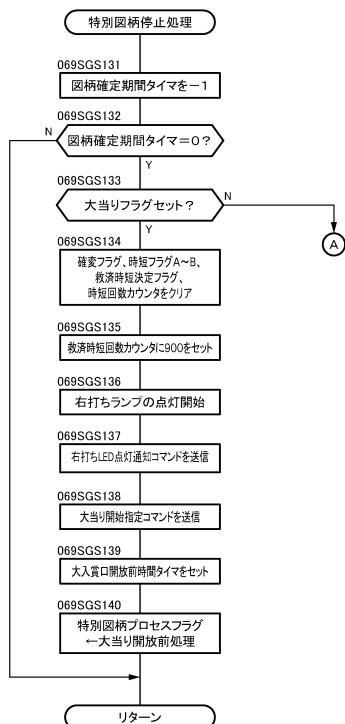 特別図柄停止処理
069SGS131
図柄確定期間タイマを－1
069SGS132
N
図柄確定期間タイマ＝0？
Y
069SGS133
大当りフラグセット？
N
Y
A
069SGS134
確変フラグ、時短フラグA～B、
救済時短決定フラグ、
時短回数カウンタをクリア
069SGS135
救済時短回数カウンタに900をセット
069SGS136
右打ちランプの点灯開始
069SGS137
右打ちLED点灯通知コマンドを送信
069SGS138
大当り開始指定コマンドを送信
069SGS139
大入賞口開放前時間タイマをセット
069SGS140
特別図柄プロセスフラグ
←大当り開放前処理
リターン